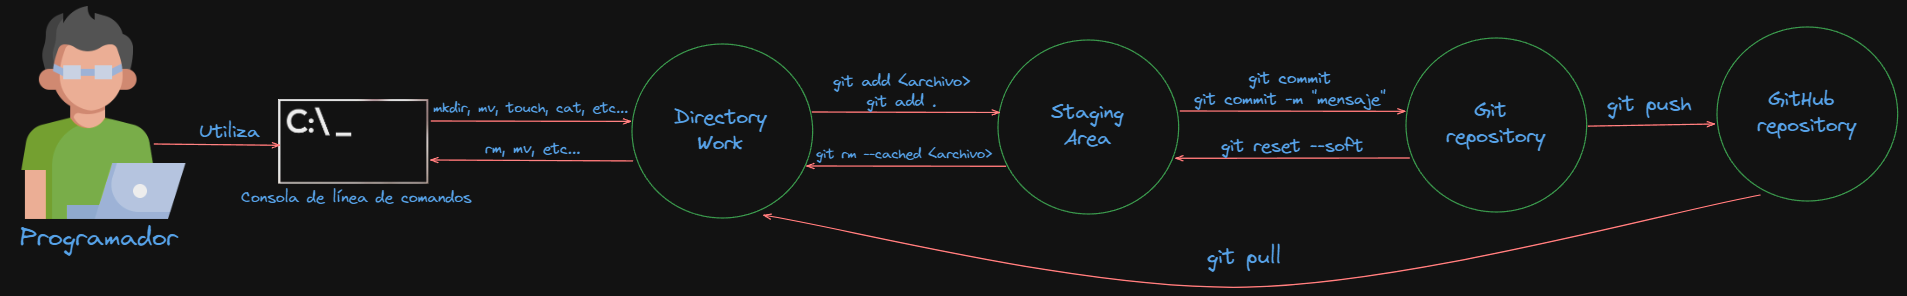 Programador
Utiliza
C:\_
Consola de línea de comandos
mkdir, mv, touch, cat, etc...
rm, mv, etc...
Directory
Work
git add <archivo>
git add .
git rm --cached <archivo>
Staging
Area
git commit
git commit -m "mensaje"
git reset --soft
Git
repository
git push
GitHub
repository
git pull